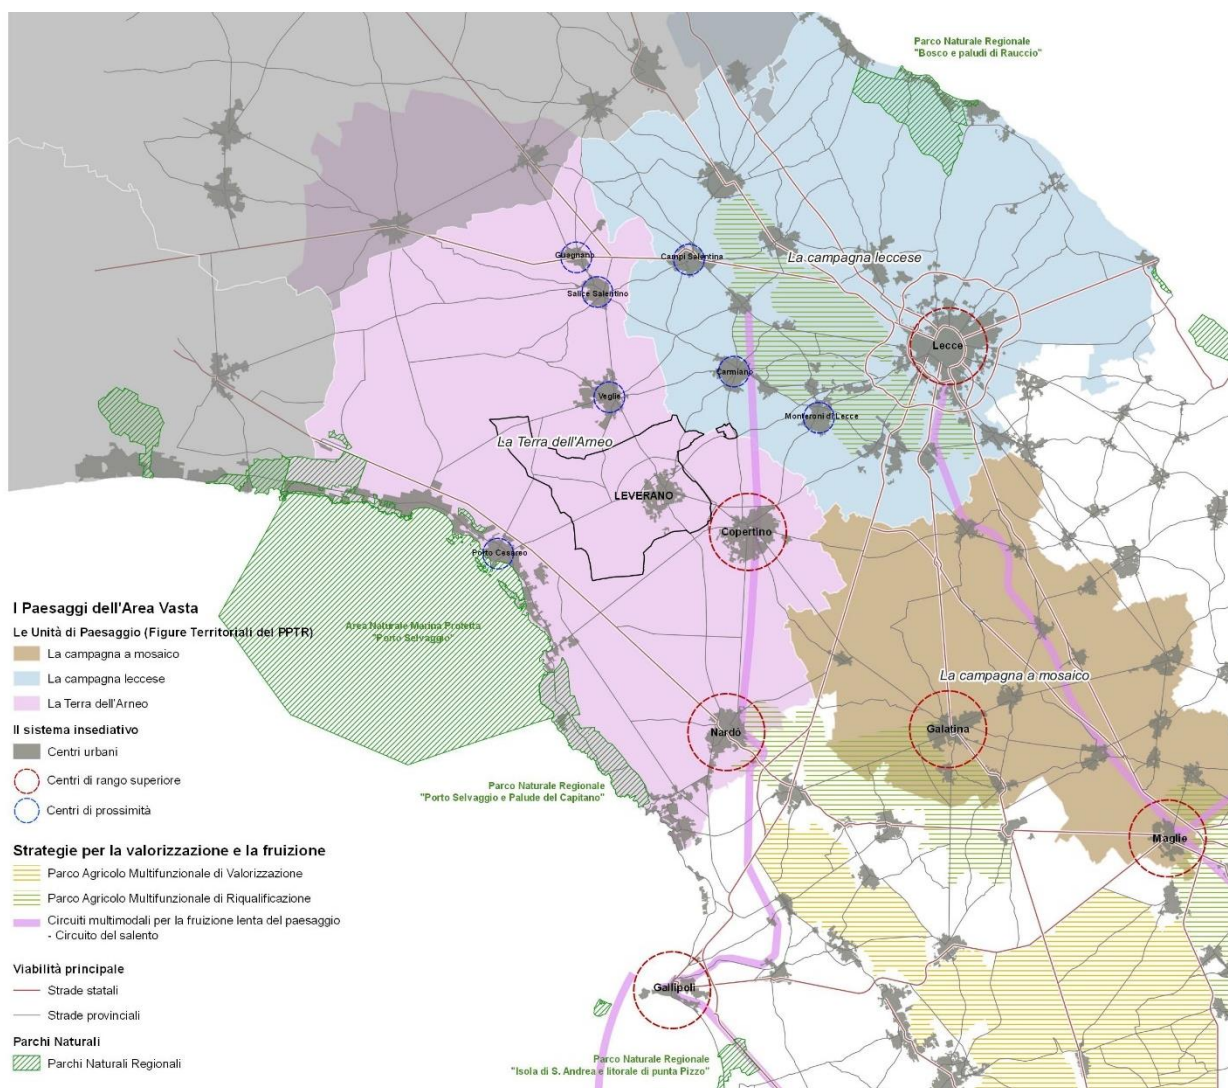 Parco Naturale Regionale
"Bosco e paludi di Rauccio"
Guagnano
Campi Salentina
La campagna leccese
Salice Salentino
Lecce
Carmiano
Veglie
Monteroni di Lecce
La Terra dell'Arneo
LEVERANO
Copertino
Porto Cesareo
I Paesaggi dell'Area Vasta
Le Unità di Paesaggio (Figure Territoriali del PPTR)
La campagna a mosaico
La campagna leccese
La Terra dell'Arneo
Il sistema insediativo
Centri urbani
Centri di rango superiore
Centri di prossimità
Strategie per la valorizzazione e la fruizione
Parco Agricolo Multifunzionale di Valorizzazione
Parco Agricolo Multifunzionale di Riqualificazione
Circuiti multimodali per la fruizione lenta del paesaggio
- Circuito del salento
Viabilità principale
Strade statali
Strade provinciali
Parchi Naturali
Parchi Naturali Regionali
Area Naturale Marina Protetta
"Porto Selvaggio"
La campagna a mosaico
Nardò
Galatina
Parco Naturale Regionale
"Porto Selvaggio e Palude del Capitano"
Maglie
Gallipoli
Parco Naturale Regionale
"Isola di S. Andrea e litorale di punta Pizzo"